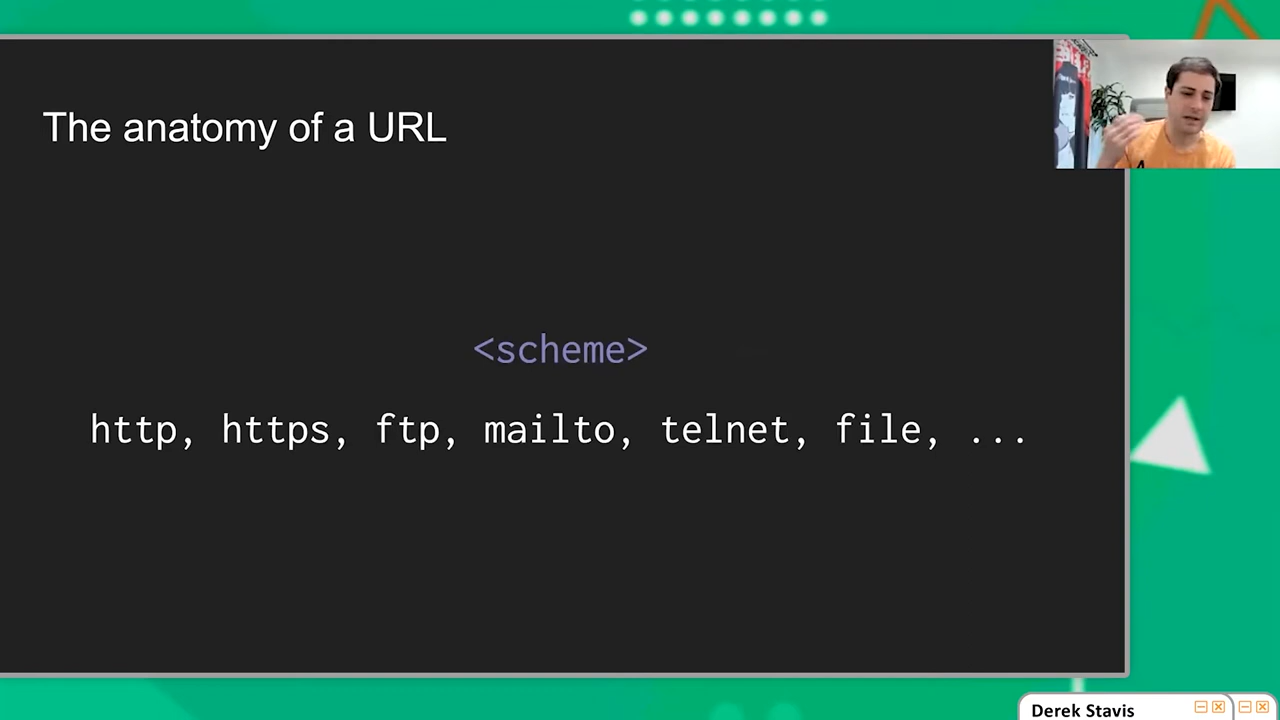 The anatomy of a URL
<scheme>
http, https, ftp, mailto, telnet, file, ...
Derek Stavis